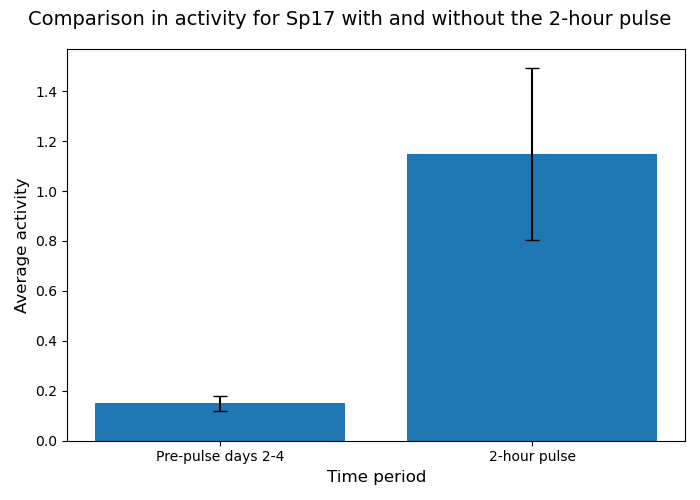 Comparison in activity for Sp17 with and without the 2-hour pulse
1.4
1.2
1.0
0.8
0.6
0.4
0.2
0.0
Average activity
Pre-pulse days 2-4
2-hour pulse
Time period